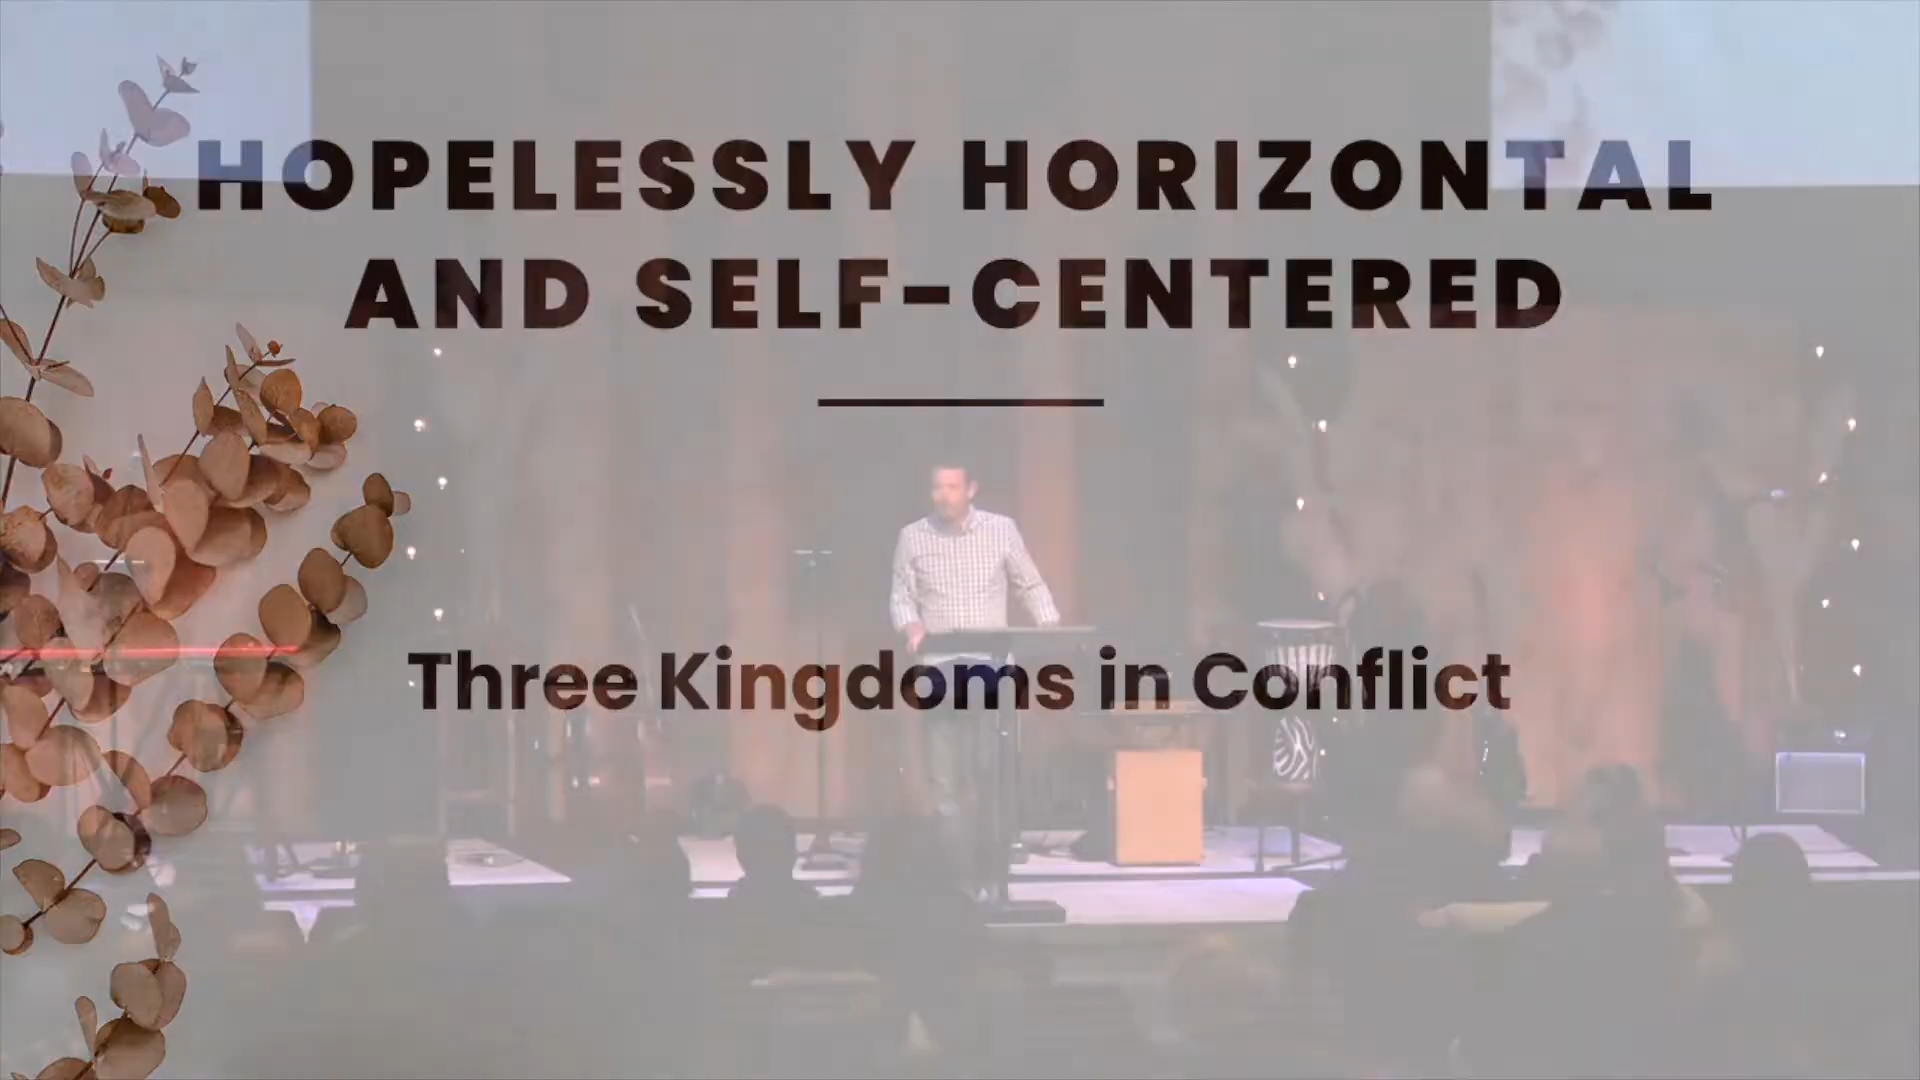 HOPELESSLY HORIZONTAL
AND SELF-CENTERED
Three Kingdoms in Conflict